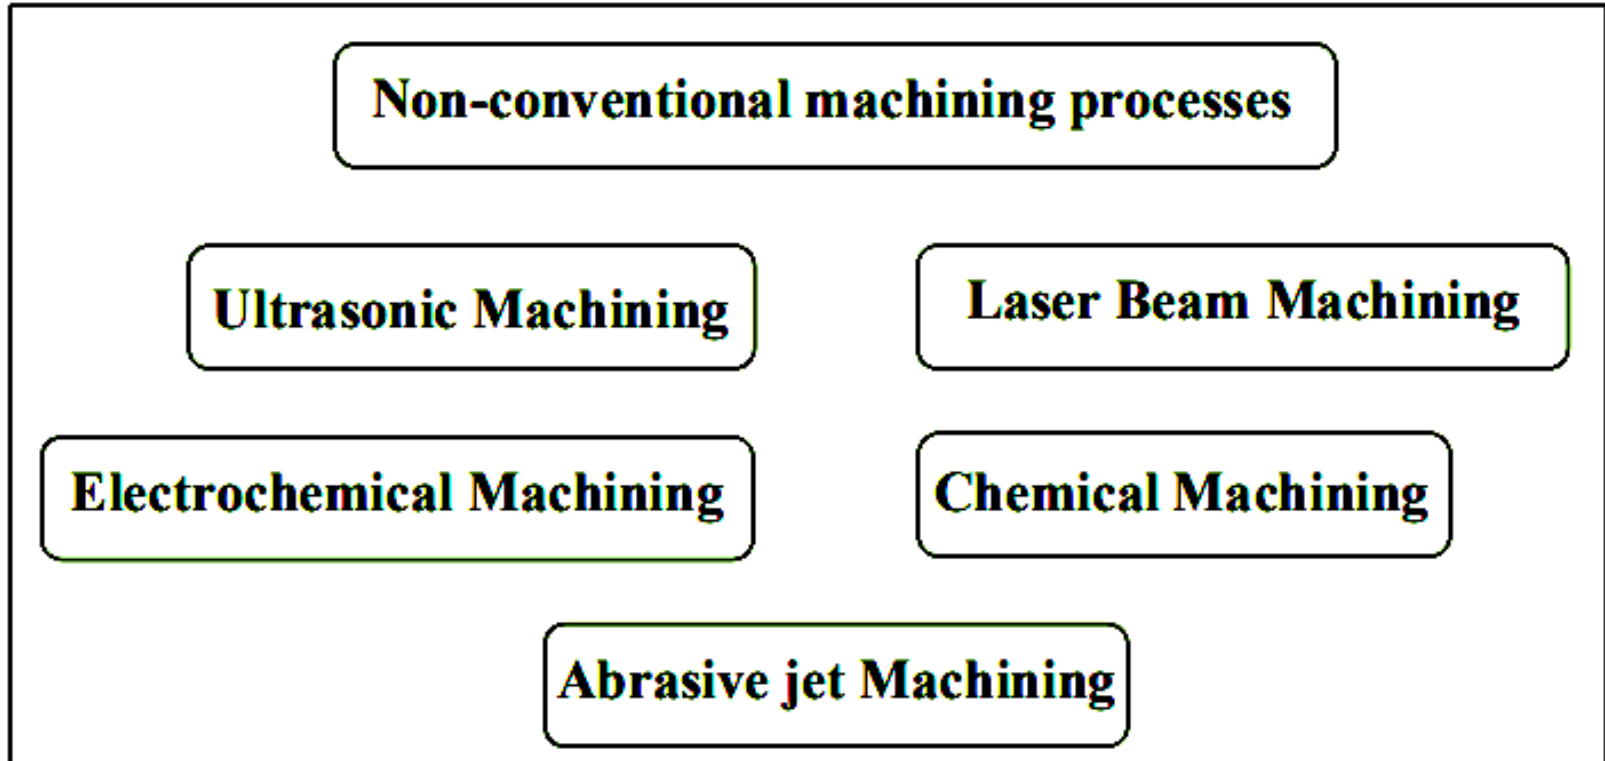 Non-conventional machining processes
Ultrasonic Machining
Laser Beam Machining
Electrochemical Machining
Chemical Machining
Abrasive jet Machining